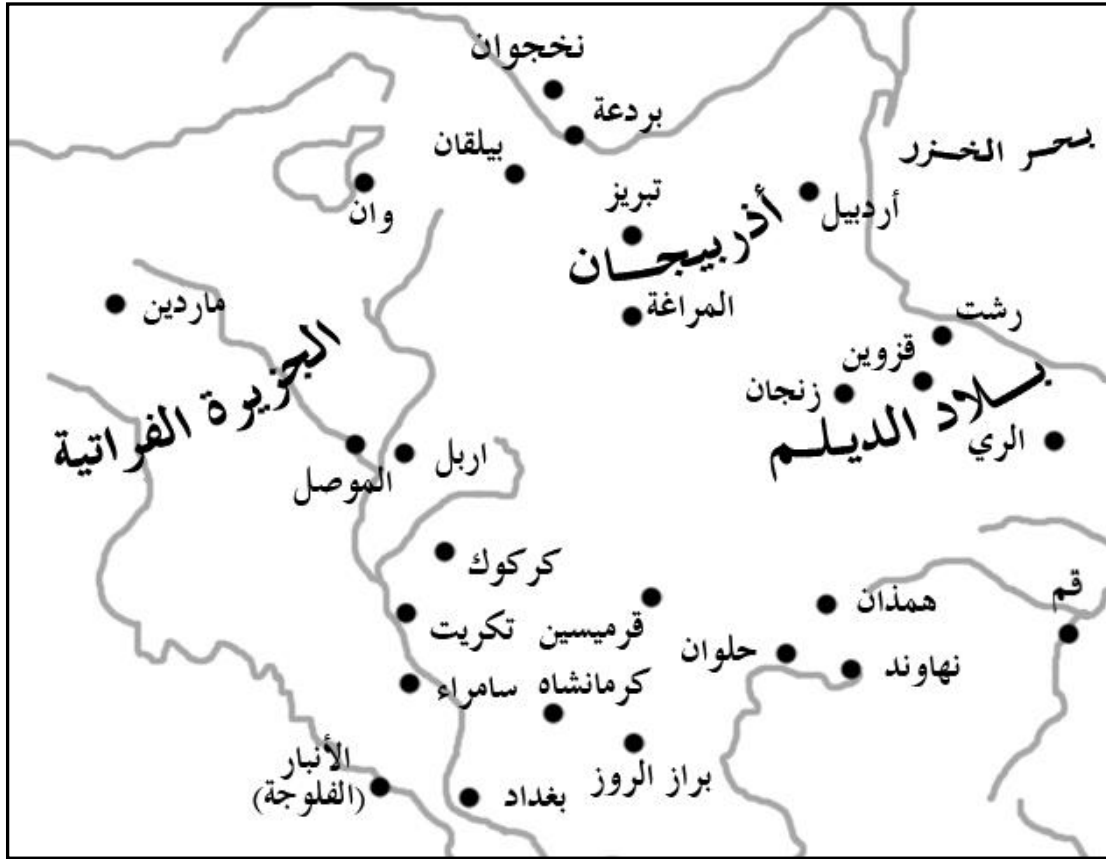 نخجوان
بردعة
بحر الخزر
بيلقان
تبريز
أردبيل
وان
أذربيجان
ماردين
المراغة
رشت
قزوين
زنجان
بلاد الديلم
الجزيرة الفراتية
الري
اربل
الموصل
كركوك
قم
همذان
قرميسين
تكريت
حلوان
نهاوند
كرمانشاه
سامراء
الأنبار
(الفلوجة)
براز الروز
بغداد